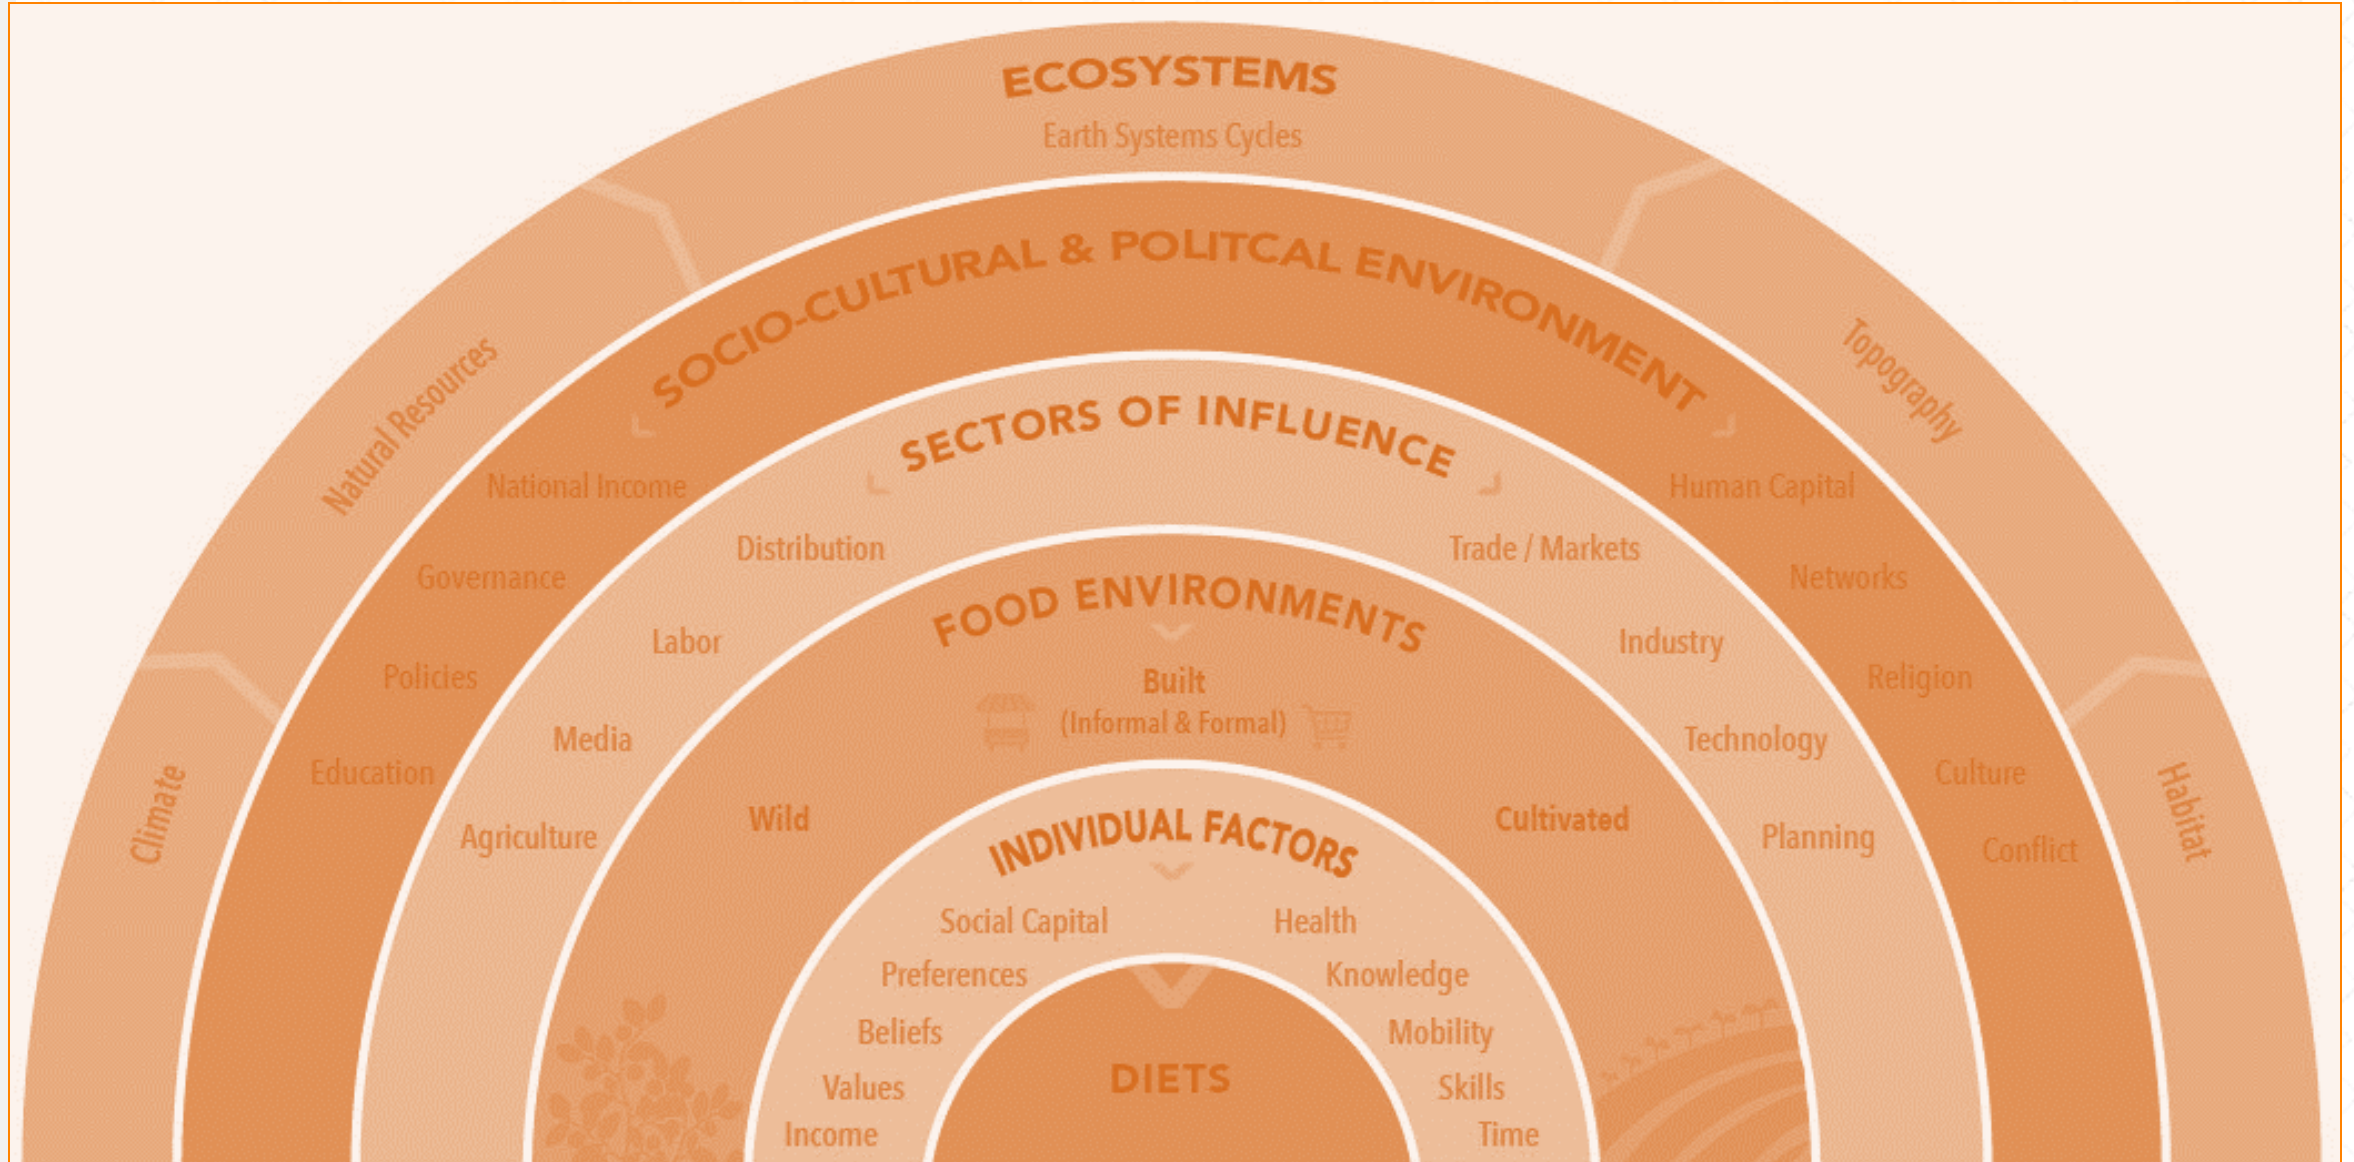 ECOSYSTEMS
Earth Systems Cycles
Natural Resources
Topography
Climate
Habitat
SOCIO-CULTURAL & POLITCAL ENVIRONMENT
National Income
Human Capital
Governance
Networks
Policies
Religion
Education
Culture
Conflict
SECTORS OF INFLUENCE
Distribution
Trade / Markets
Labor
Industry
Media
Technology
Agriculture
Planning
FOOD ENVIRONMENTS
Built
(Informal & Formal)
Wild
Cultivated
INDIVIDUAL FACTORS
Social Capital
Health
Preferences
Knowledge
Beliefs
Mobility
Values
Skills
Income
Time
DIETS